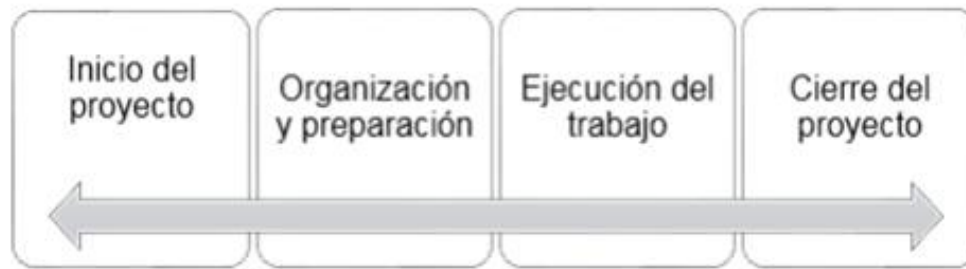 Inicio del
proyecto
Organización
y preparación
Ejecución del
trabajo
Cierre del
proyecto